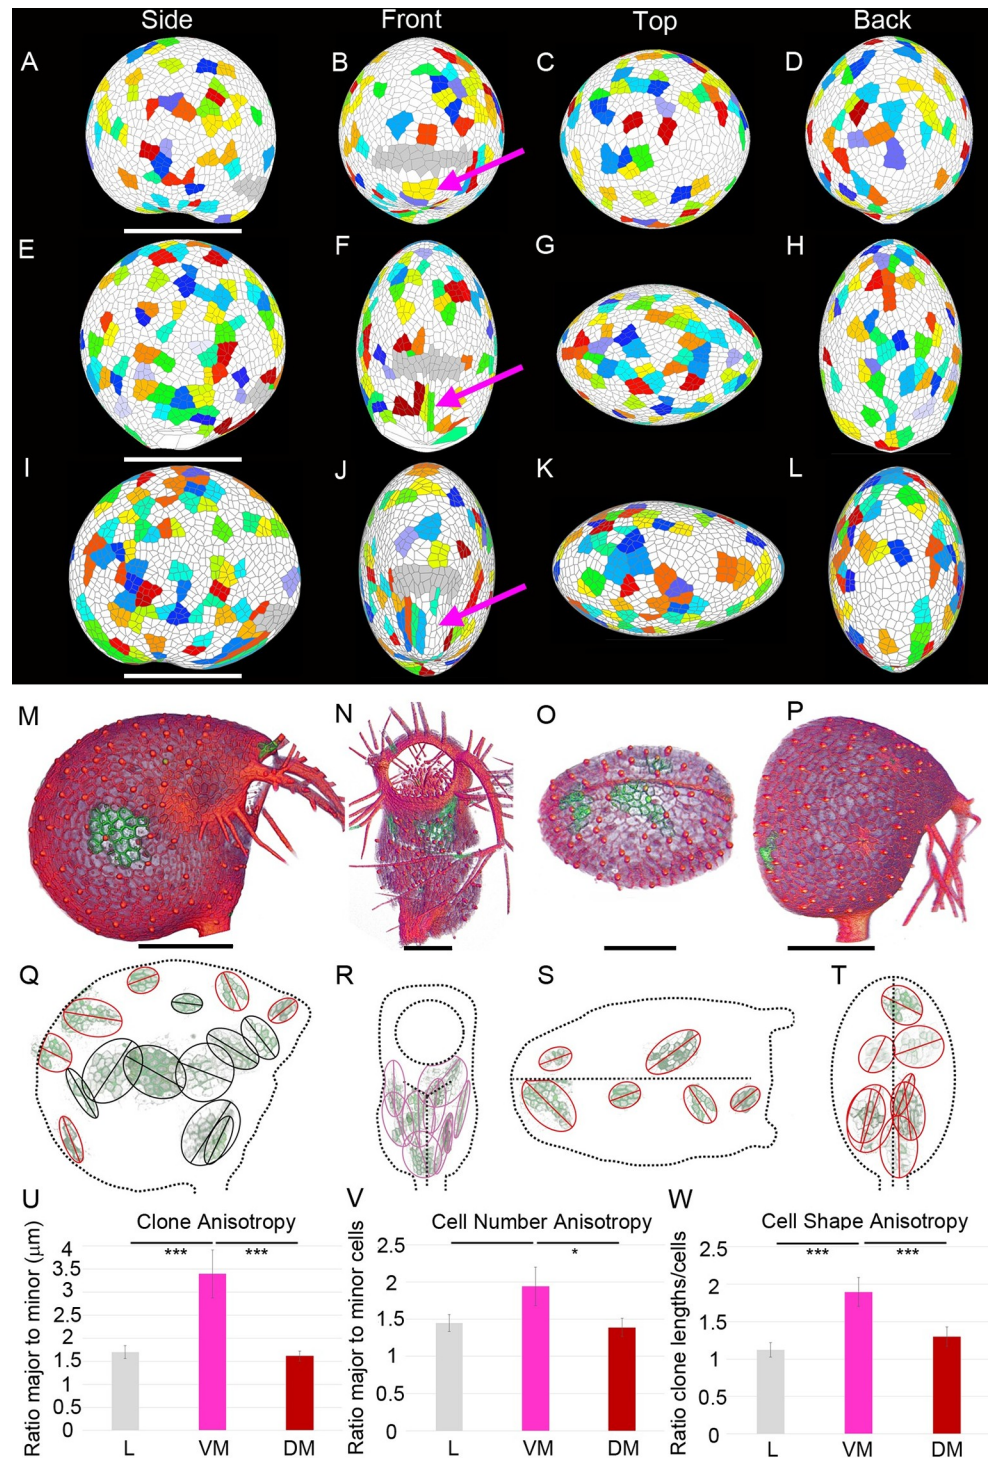 Side Front Top Back
A B C D
E F G H
I J K L
M N O P
Q R S T
U V W
Clone Anisotropy
Ratio major to minor (μm)
4
3.5
3
2.5
2
1.5
1
0.5
0
*** ***
L VM DM
Cell Number Anisotropy
Ratio major to minor cells
2.5
2
1.5
1
0.5
0
*
L VM DM
Cell Shape Anisotropy
Ratio clone lengths/cells
2.5
2
1.5
1
0.5
0
*** ***
L VM DM